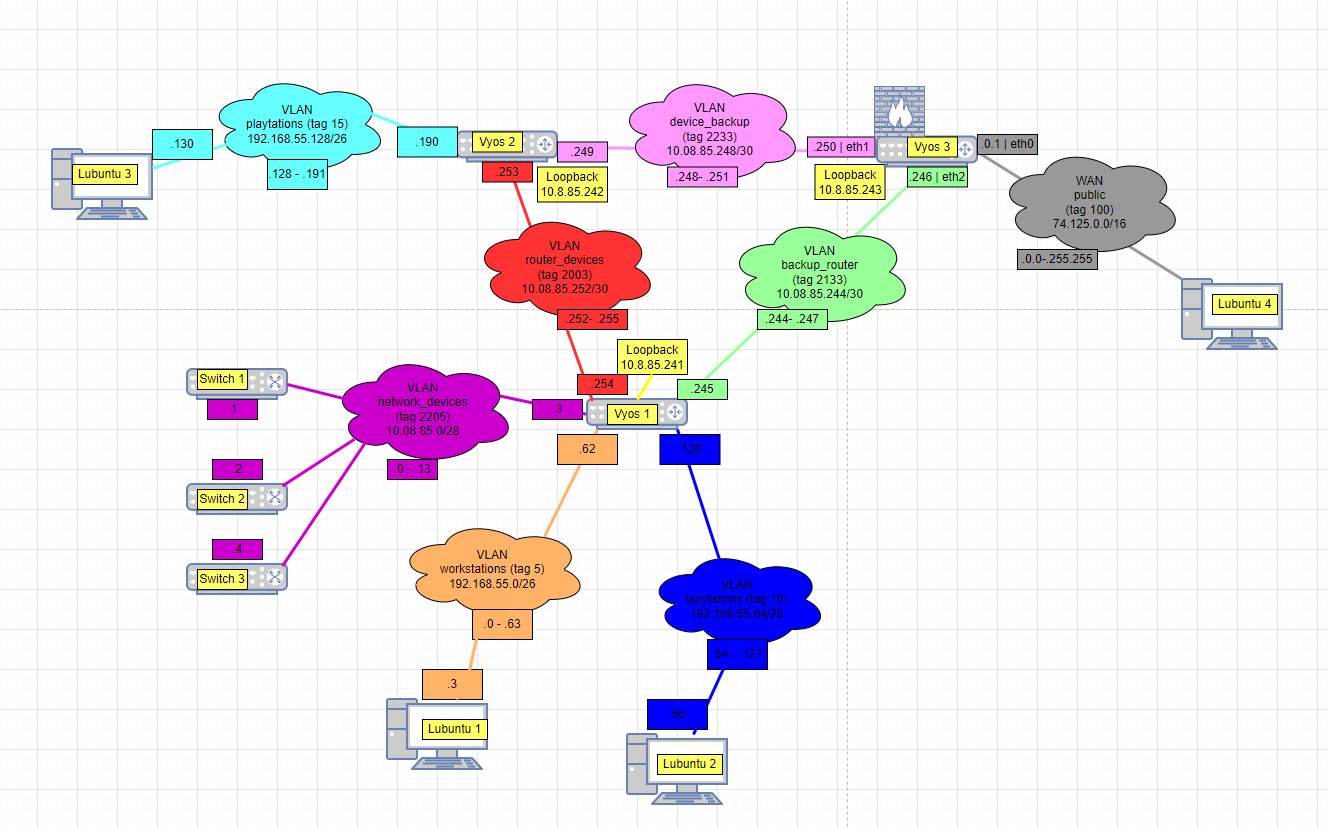 VLAN
playtations (tag 15)
192.168.55.128/26
.128 - .191
.130
Lubuntu 3
.190
Vyos 2
.249
.253
Loopback
10.8.85.242
VLAN
device_backup
(tag 2233)
10.08.85.248/30
.248- .251
.250 | eth1
Vyos 3
.0.1 | eth0
Loopback
10.8.85.243
.246 | eth2
WAN
public
(tag 100)
74.125.0.0/16
.0.0-.255.255
Lubuntu 4
VLAN
router_devices
(tag 2003)
10.08.85.252/30
.252- .255
VLAN
backup_router
(tag 2133)
10.08.85.244/30
.244- .247
Loopback
10.8.85.241
.254
.245
.3
Vyos 1
.62
.126
Switch 1
.1
VLAN
network_devices
(tag 2205)
10.08.85.0/28
.0 - .13
.2
Switch 2
.4
Switch 3
VLAN
workstations (tag 5)
192.168.55.0/26
.0 - .63
.3
Lubuntu 1
VLAN
lazytations (tag 10)
192.168.55.64/26
.64 - .127
Lubuntu 2